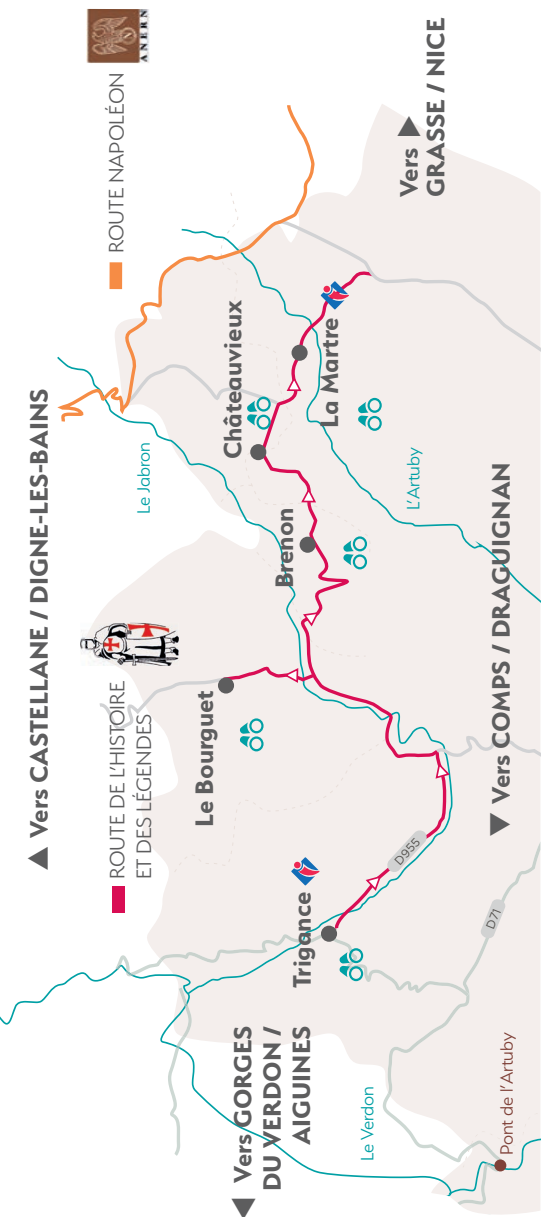 ▲ Vers CASTELLANE / DIGNE-LES-BAINS
ROUTE DE L'HISTOIRE
ET DES LÉGENDES
ROUTE NAPOLÉON
ANERN
Le Jabron
Le Bourguet
Châteauvieux
Brenon
La Martre
Trigance
D955
L'Artuby
Vers ▶
GRASSE / NICE
◀ Vers GORGES
DU VERDON /
AIGUINES
Le Verdon
D71
▼ Vers COMPS / DRAGUIGNAN
Pont de l'Artuby